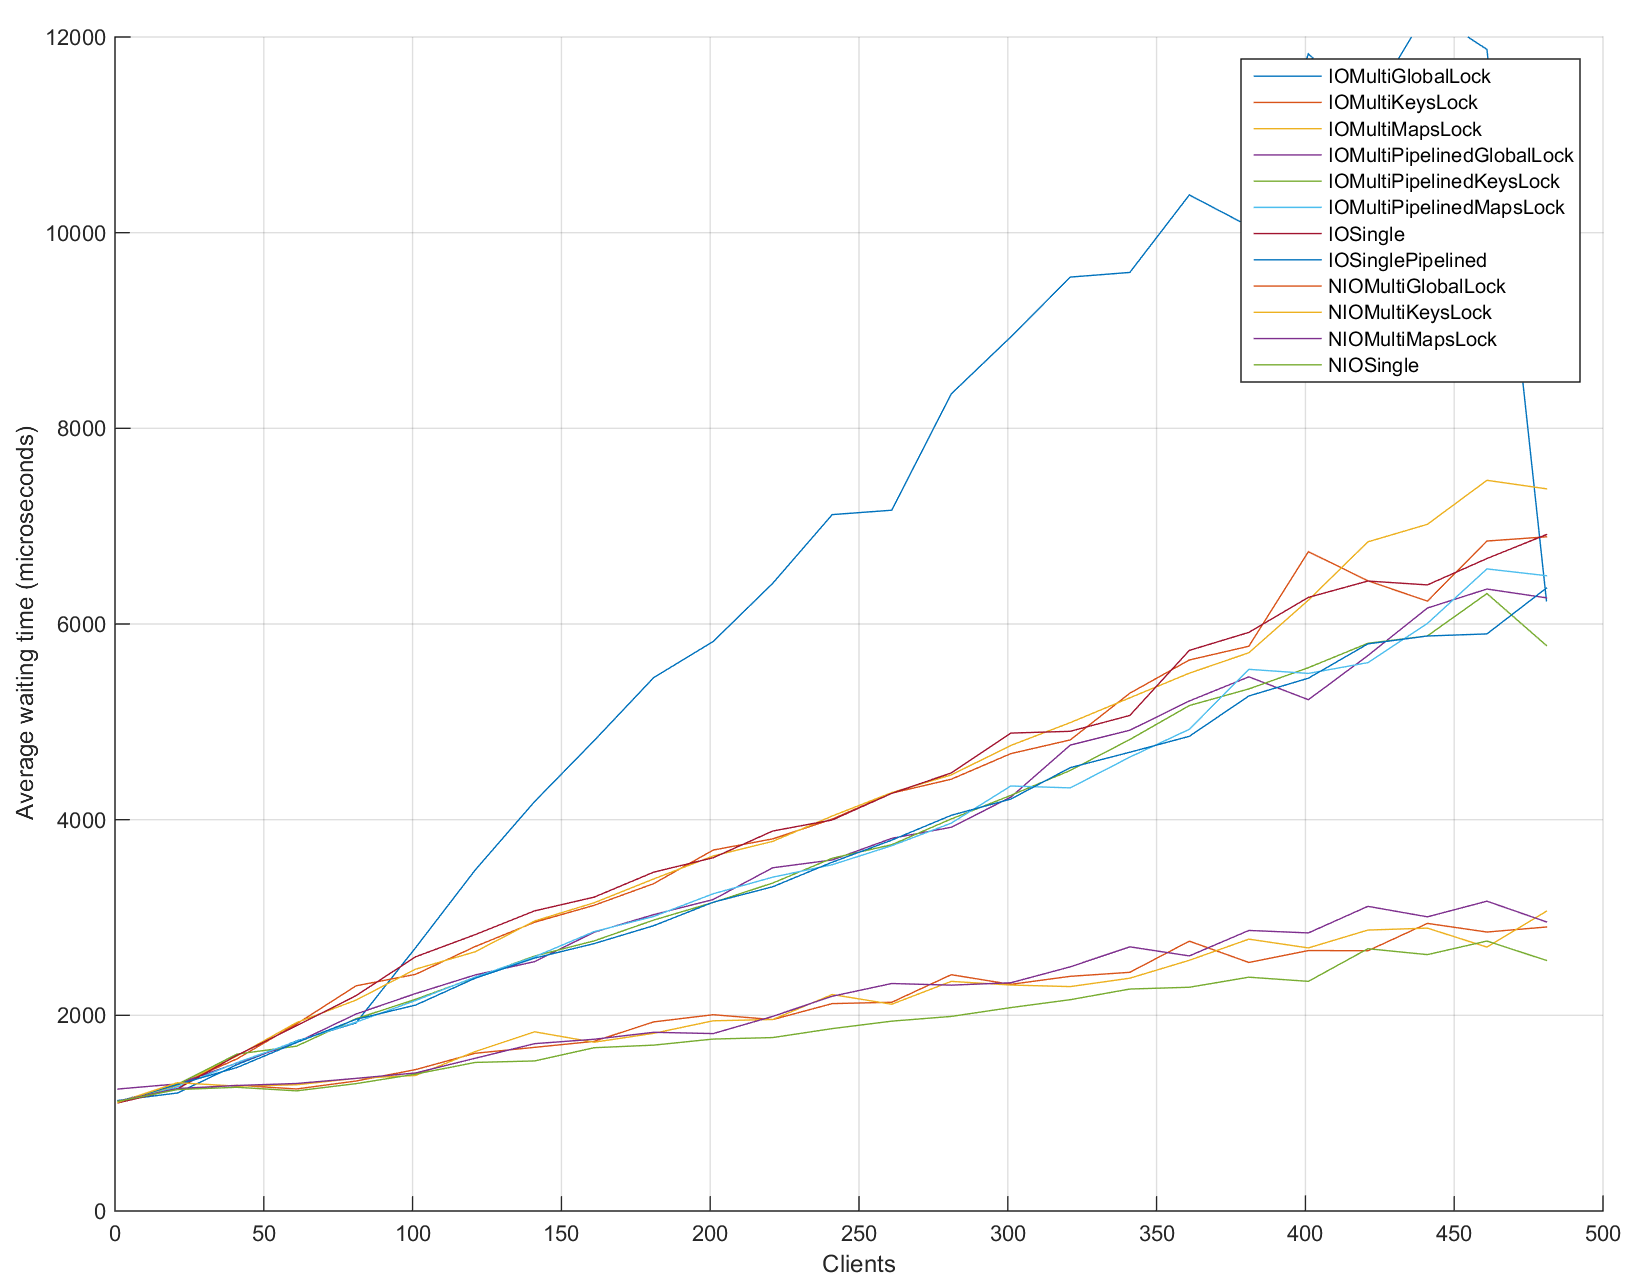 12000
10000
8000
6000
4000
2000
0
Average waiting time (microseconds)
IOMultiGlobalLock
IOMultiKeysLock
IOMultiMapsLock
IOMultiPipelinedGlobalLock
IOMultiPipelinedKeysLock
IOMultiPipelinedMapsLock
IOSingle
IOSinglePipelined
NIOMultiGlobalLock
NIOMultiKeysLock
NIOMultiMapsLock
NIOSingle
0 50 100 150 200 250 300 350 400 450 500
Clients